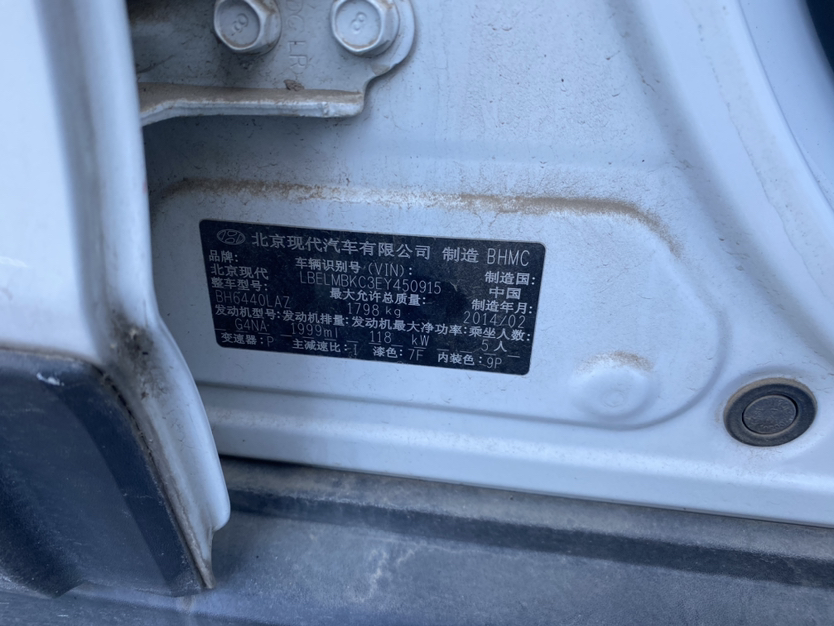 8
8
北京现代汽车有限公司 制造 BHMC
品牌: 车辆识别号(VIN): 制造国:
北京现代 LBELMBKC3EY450915 中国
整车型号: 最大允许总质量: 制造年月:
BH6440LAZ 1798 kg 2014/02
发动机型号:发动机排量:发动机最大净功率:乘坐人数:
G4NA 1999ml 118 kW 5人
变速器:P 主减速比:I 漆色:7F 内装色:9P